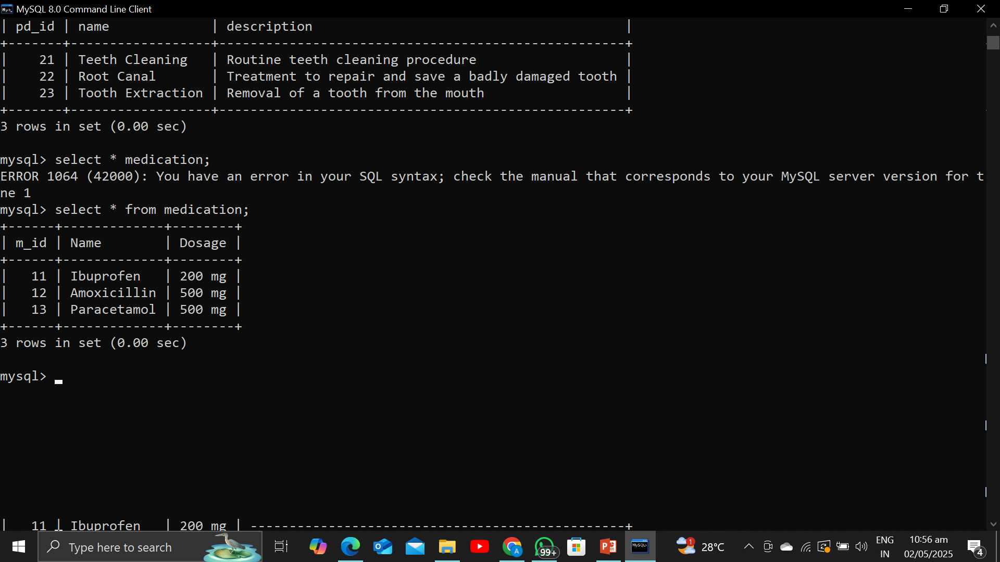 MySQL 8.0 Command Line Client
| pd_id | name             | description                                        |
+-------+------------------+----------------------------------------------------+
|    21 | Teeth Cleaning   | Routine teeth cleaning procedure                   |
|    22 | Root Canal       | Treatment to repair and save a badly damaged tooth |
|    23 | Tooth Extraction | Removal of a tooth from the mouth                  |
+-------+------------------+----------------------------------------------------+
3 rows in set (0.00 sec)
mysql> select * medication;
ERROR 1064 (42000): You have an error in your SQL syntax; check the manual that corresponds to your MySQL server version for t
ne 1
mysql> select * from medication;
+------+-------------+--------+
| m_id | Name        | Dosage |
+------+-------------+--------+
|   11 | Ibuprofen   | 200 mg |
|   12 | Amoxicillin | 500 mg |
|   13 | Paracetamol | 500 mg |
+------+-------------+--------+
3 rows in set (0.00 sec)
mysql>
|   11 | Ibuprofen   | 200 mg | -------------------------------------------------+
Type here to search
99+
MySQL
1
28°C
ENG
IN
10:56 am
02/05/2025
4